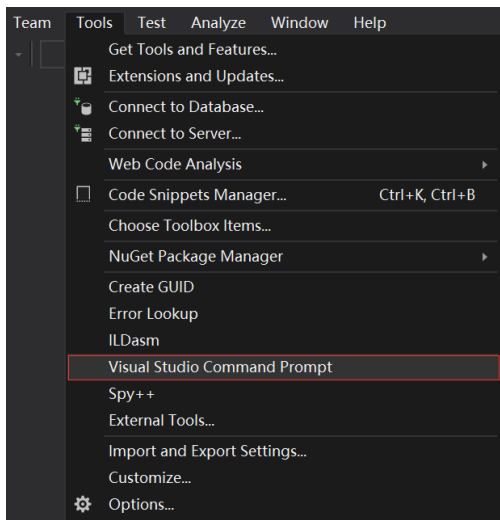 Team Tools Test Analyze Window Help
Get Tools and Features...
Extensions and Updates...
Connect to Database...
Connect to Server...
Web Code Analysis
Code Snippets Manager... Ctrl+K, Ctrl+B
Choose Toolbox Items...
NuGet Package Manager
Create GUID
Error Lookup
ILDasm
Visual Studio Command Prompt
Spy++
External Tools...
Import and Export Settings...
Customize...
Options...